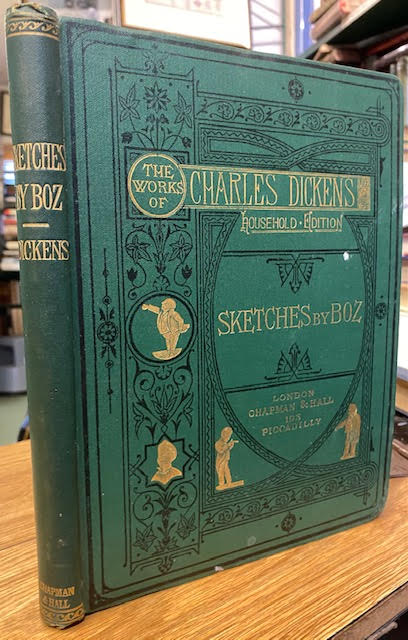 SKETCHES
BY BOZ
DICKENS
CHAPMAN
& HALL
THE
WORKS
OF
CHARLES DICKENS
HOUSEHOLD · EDITION
SKETCHES BY BOZ
LONDON
CHAPMAN & HALL
193
PICCADILLY